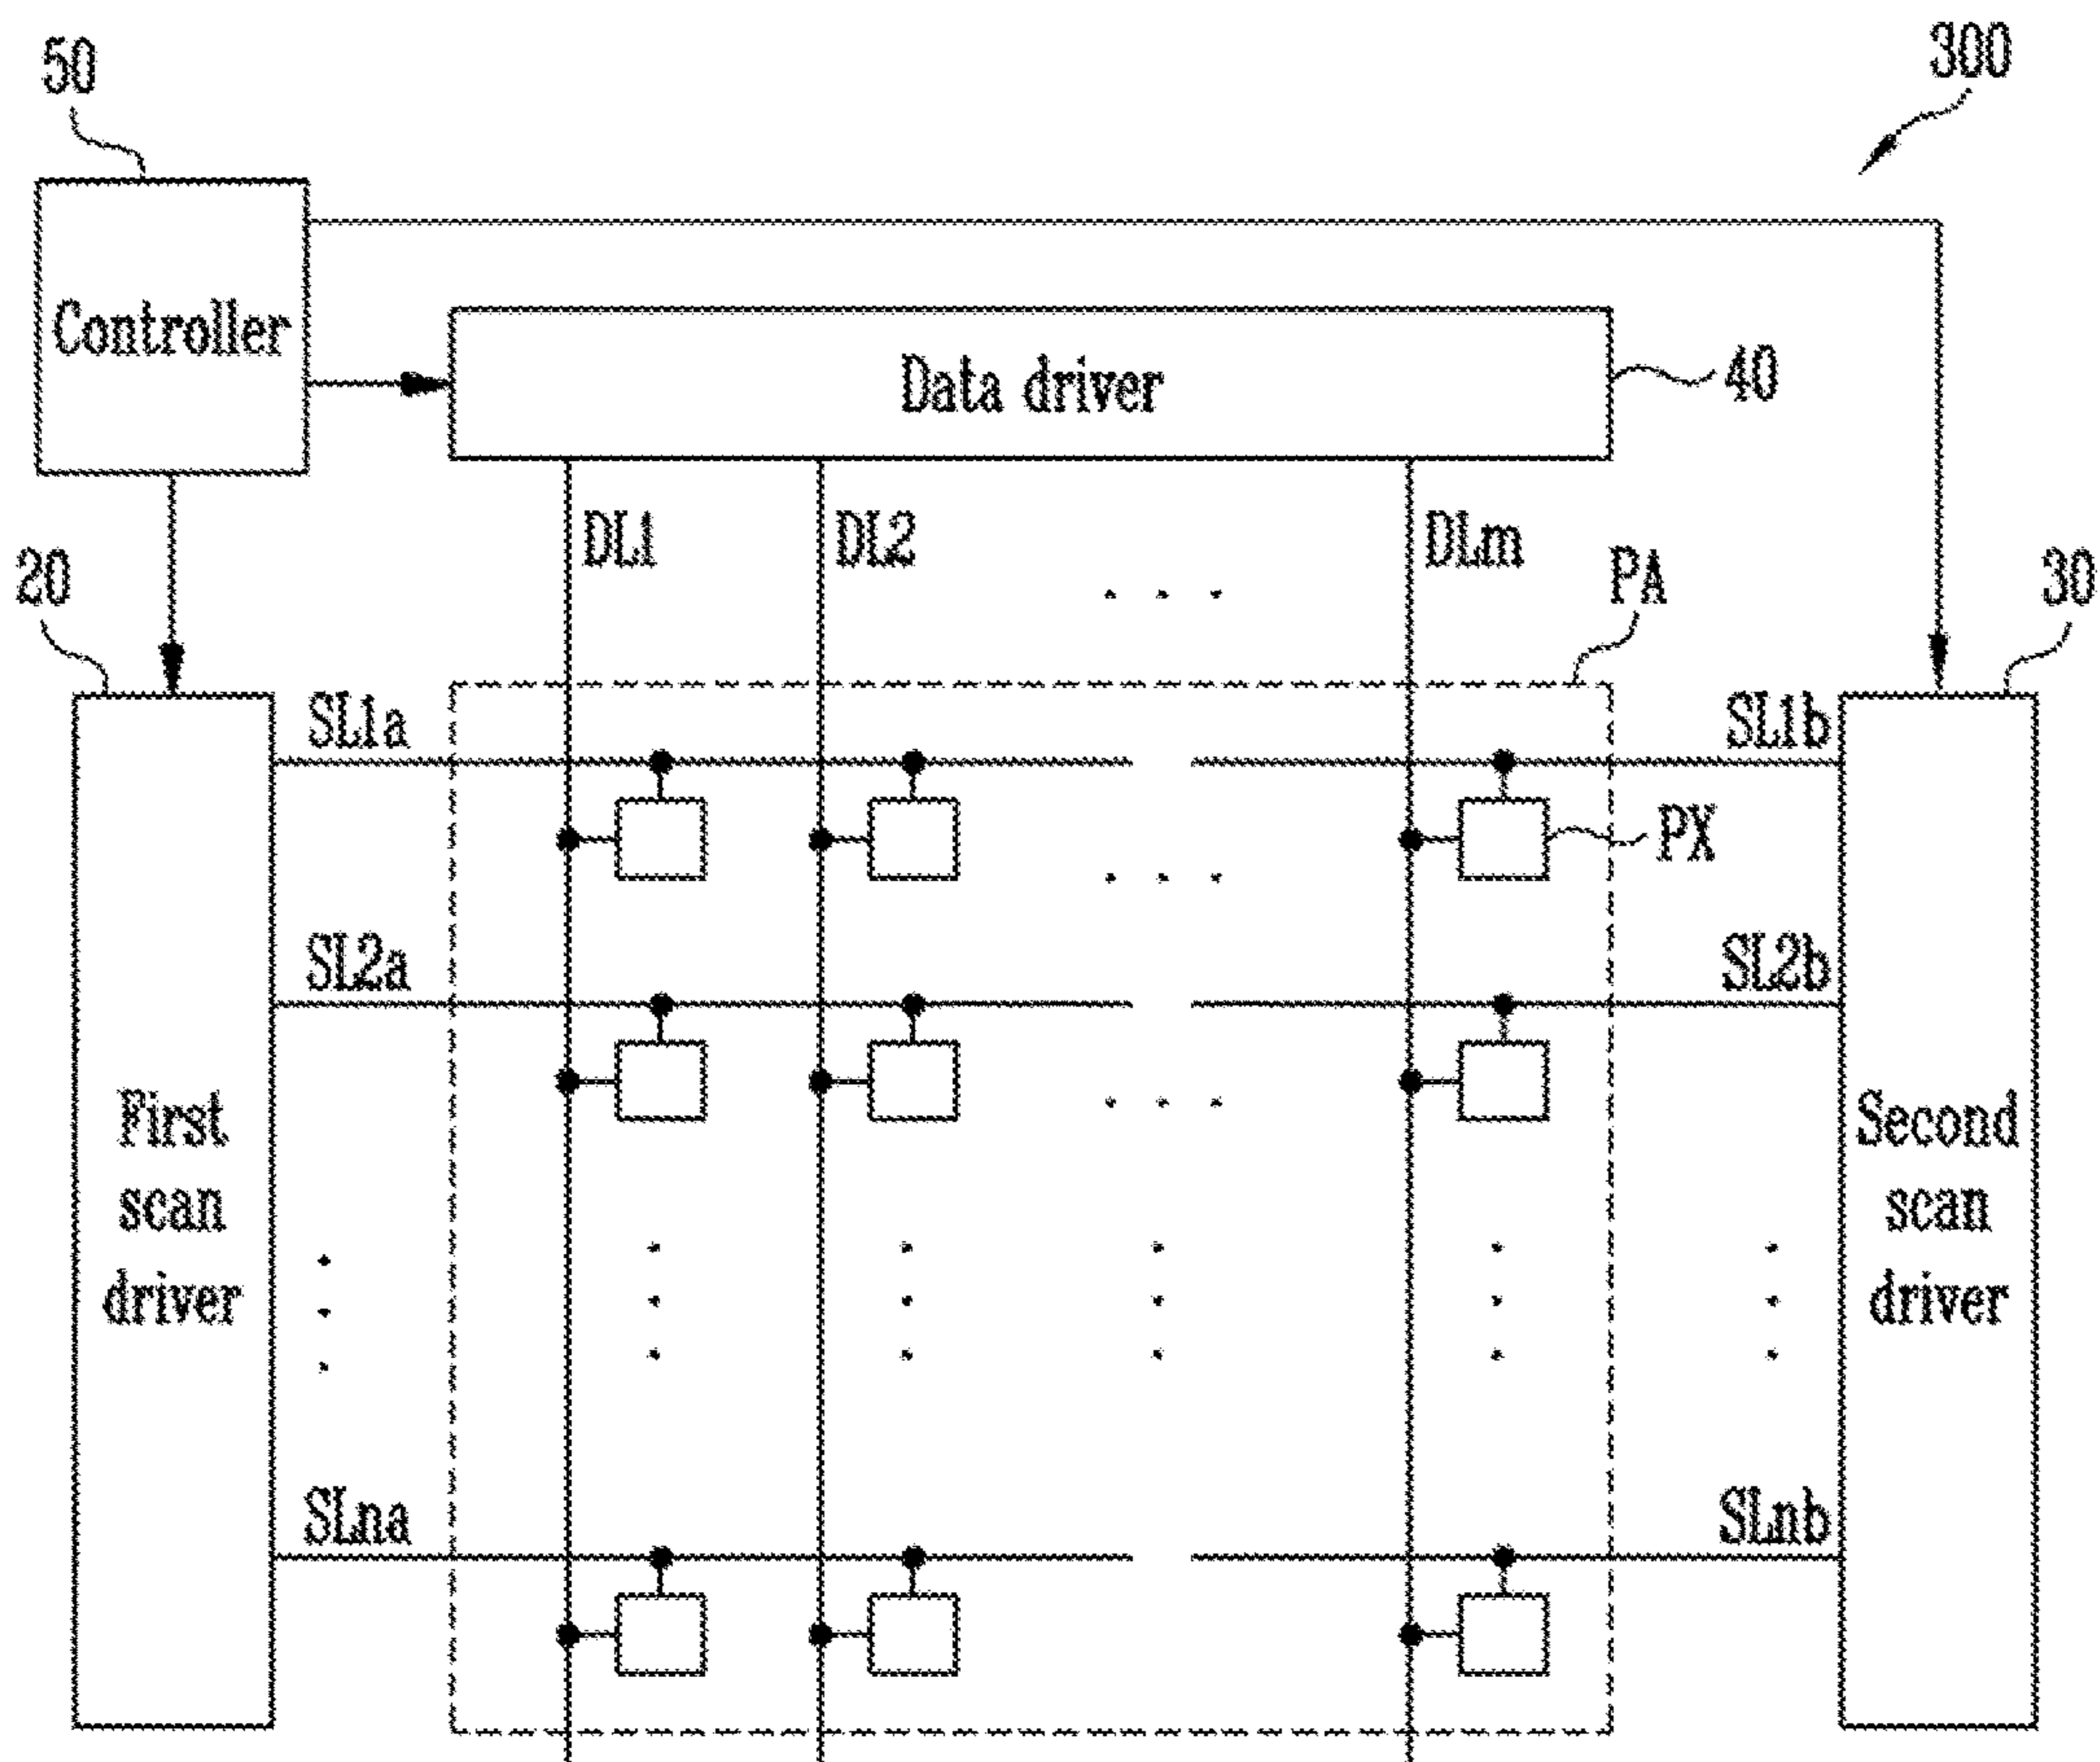 50
300
Controller
Data driver
40
DL1
DL2
DLm
PA
20
30
SL1a
SL1b
PX
SL2a
SL2b
First
scan
driver
Second
scan
driver
SLna
SLnb